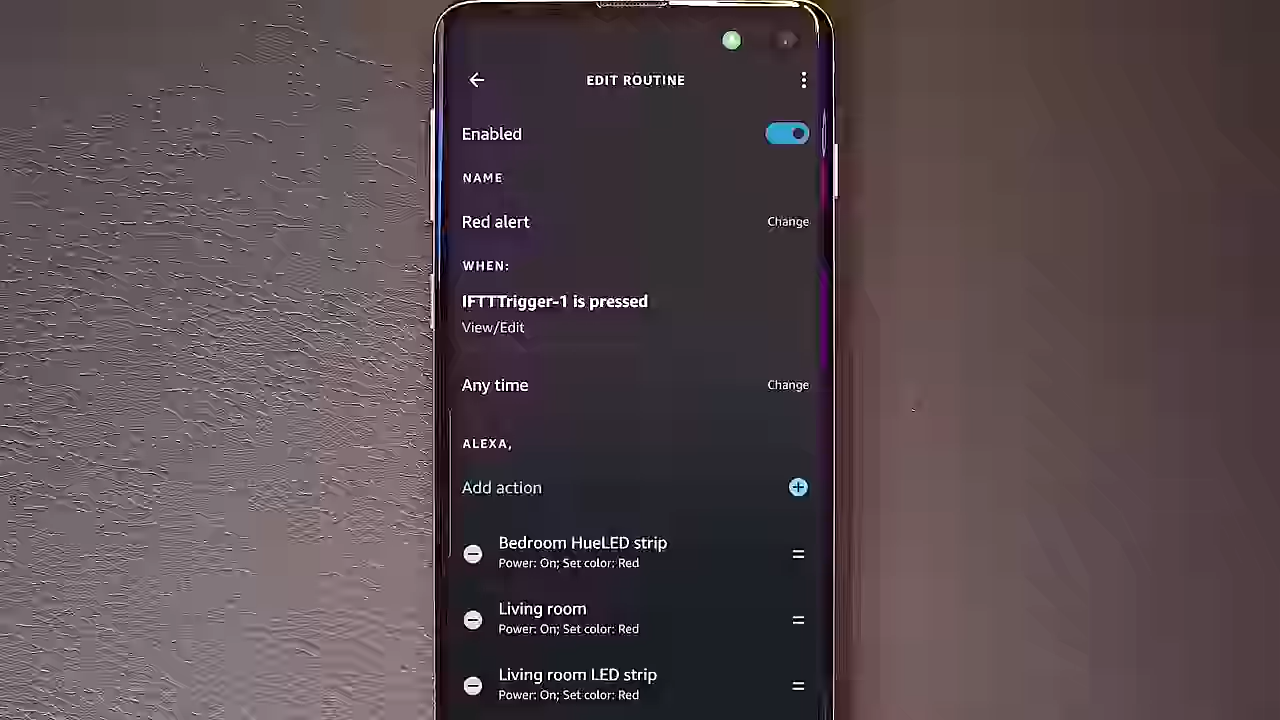 EDIT ROUTINE
Enabled
NAME
Red alert
Change
WHEN:
IFTTTrigger-1 is pressed
View/Edit
Any time
Change
ALEXA,
Add action
Bedroom HueLED strip
Power: On; Set color: Red
Living room
Power: On; Set color: Red
Living room LED strip
Power: On; Set color: Red